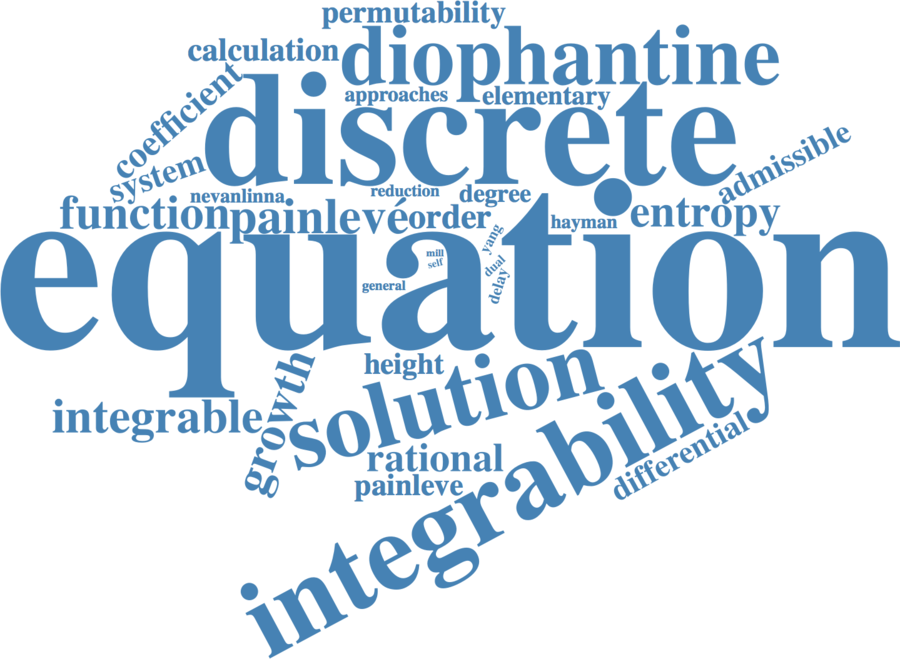 permutability
calculation
diophantine
coefficient
approaches
elementary
discrete
system
admissible
nevanlinna
reduction
degree
function
painlevé
order
hayman
entropy
yang
mill
self
dual
delay
general
equation
height
growth
solution
integrable
integrability
rational
differential
painleve